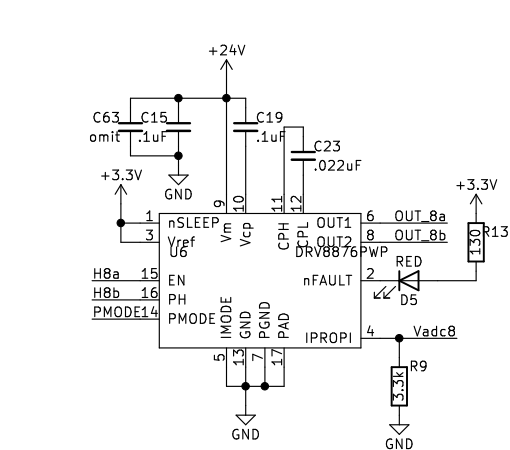 +24V
C63
C15
C19
omit
.1uF
.1uF
C23
.022uF
+3.3V
GND
+3.3V
9
10
11
12
1
nSLEEP
Vm
Vcp
CPH
CPL
OUT1
6
OUT_8a
R13
130
3
Vref
OUT2
8
OUT_8b
U6
DRV8876PWP
RED
H8a
15
EN
nFAULT
2
D5
H8b
16
PH
PMODE
14
PMODE
IMODE
GND
PGND
PAD
IPROPI
4
Vadc8
5
13
7
17
R9
3.3k
GND
GND